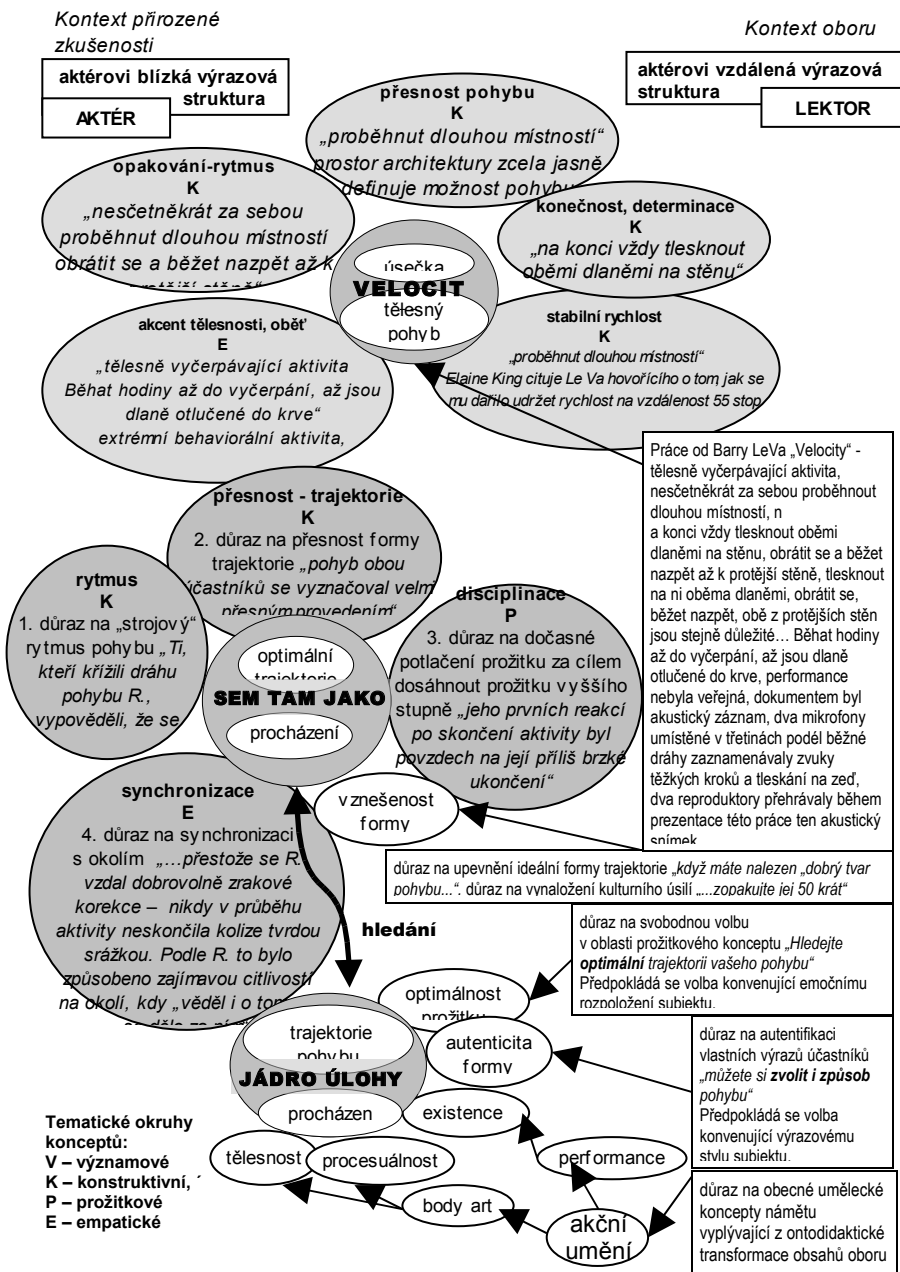 Kontext přirozené
zkušenosti
Kontext oboru
aktérovi blízká výrazová
struktura
AKTÉR
aktérovi vzdálená výrazová
struktura
LEKTOR
přesnost pohybu
K
„proběhnut dlouhou místností“
prostor architektury zcela jasně
definuje možnost pohybu
opakování-rytmus
K
„nesčetněkrát za sebou
proběhnut dlouhou místností
obrátit se a běžet nazpět až k
protější stěně“
konečnost, determinace
K
„na konci vždy tlesknout
oběmi dlaněmi na stěnu“
úsečka
VELOCIT
tělesný
pohyb
akcent tělesnosti, oběť
E
„tělesně vyčerpávající aktivita
Běhat hodiny až do vyčerpání, až jsou
dlaně otlučené do krve“
extrémní behaviorální aktivita,
stabilní rychlost
K
„proběhnut dlouhou místností“
Elaine King cituje Le Va hovořícího o tom, jak se
mu dařilo udržet rychlost na vzdálenost 55 stop
Práce od Barry LeVa „Velocity“ -
tělesně vyčerpávající aktivita,
nesčetněkrát za sebou proběhnout
dlouhou místností, n
a konci vždy tlesknout oběmi
dlaněmi na stěnu, obrátit se a běžet
nazpět až k protější stěně, tlesknout
na ni oběma dlaněmi, obrátit se,
běžet nazpět, obě z protějších stěn
jsou stejně důležité… Běhat hodiny
až do vyčerpání, až jsou dlaně
otlučené do krve, performance
nebyla veřejná, dokumentem byl
akustický záznam, dva mikrofony
umístěné v třetinách podél běžné
dráhy zaznamenávaly zvuky
těžkých kroků a tleskání na zeď,
dva reproduktory přehrávaly během
prezentace této práce ten akustický
snímek
přesnost - trajektorie
K
2. důraz na přesnost formy
trajektorie „pohyb obou
účastníků se vyznačoval velm
přesným provedením“
rytmus
K
1. důraz na „strojový“
rytmus pohybu „Ti,
kteří křížili dráhu
pohybu R.,
vypověděli, že se
disciplinace
P
3. důraz na dočasné
potlačení prožitku za cílem
dosáhnout prožitku vyššího
stupně „jeho prvních reakcí
po skončení aktivity byl
povzdech na její příliš brzké
ukončení“
optimální
trajektorie
SEM TAM JAKO
procházení
synchronizace
E
4. důraz na synchronizaci
s okolím „…přestože se R.
vzdal dobrovolně zrakové
korekce – nikdy v průběhu
aktivity neskončila kolize tvrdou
srážkou. Podle R. to bylo
způsobeno zajímavou citlivostí
na okolí, kdy „věděl i o tom
vznešenost
formy
důraz na upevnění ideální formy trajektorie „když máte nalezen „dobrý tvar
pohybu...“. důraz na vynaložení kulturního úsilí „...zopakujte jej 50 krát“
hledání
důraz na svobodnou volbu
v oblasti prožitkového konceptu „Hledejte
optimální trajektorii vašeho pohybu“
Předpokládá se volba konvenující emočnímu
rozpoložení subjektu.
optimálnost
prožitku
trajektorie
pohybu
JÁDRO ÚLOHY
procházen
autenticita
formy
existence
důraz na autentifikaci
vlastních výrazů účastníků
„můžete si zvolit i způsob
pohybu“
Předpokládá se volba
konvenující výrazovému
stylu subjektu.
Tematické okruhy
konceptů:
V – významové
K – konstruktivní, ´
P – prožitkové
E – empatické
tělesnost
procesuálnost
performance
body art
akční
umění
důraz na obecné umělecké
koncepty námětu
vyplývající z ontodidaktické
transformace obsahů oboru